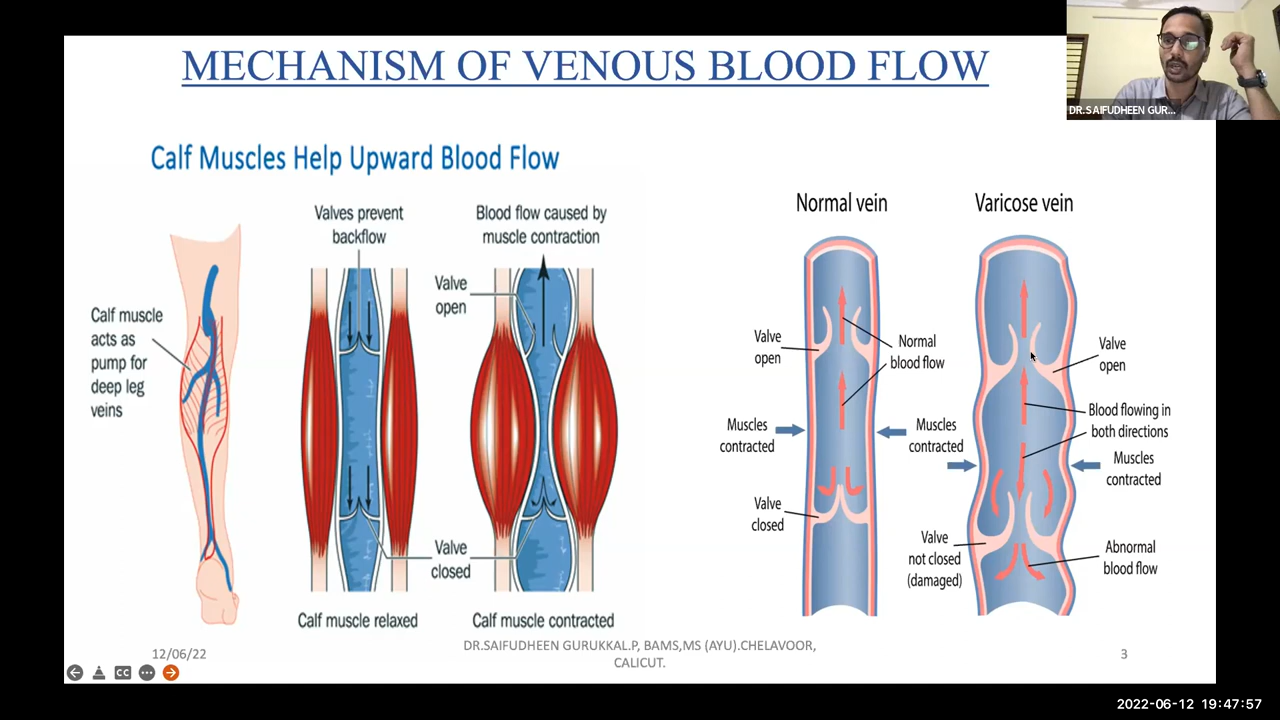 MECHANISM OF VENOUS BLOOD FLOW
DR.SAIFUDHEEN GUR...
Calf Muscles Help Upward Blood Flow
Calf muscle
acts as
pump for
deep leg
veins
Valves prevent
backflow
Blood flow caused by
muscle contraction
Valve
open
Valve
closed
Calf muscle relaxed
Calf muscle contracted
Normal vein
Valve
open
Normal
blood flow
Muscles
contracted
Muscles
contracted
Valve
closed
Varicose vein
Valve
open
Blood flowing in
both directions
Muscles
contracted
Valve
not closed
(damaged)
Abnormal
blood flow
12/06/22
DR.SAIFUDHEEN GURUKKAL.P, BAMS,MS (AYU).CHELAVOOR,
CALICUT.
3
CC
2022-06-12 19:47:57